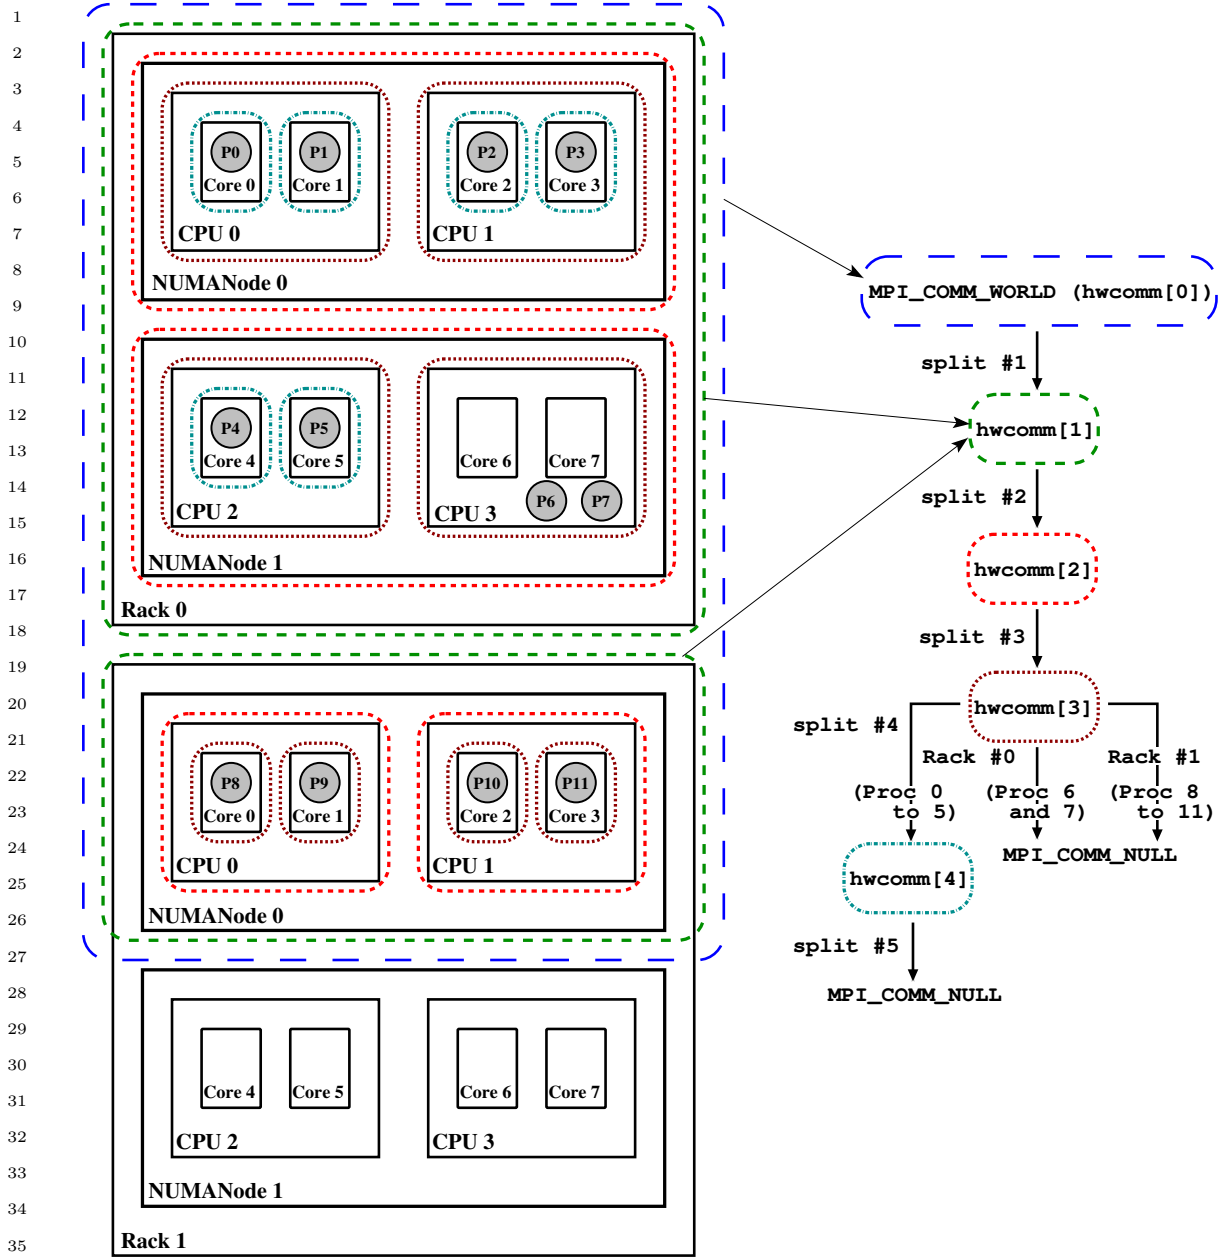 1
2
3
4
5
6
7
8
9
10
11
12
13
14
15
16
17
18
19
20
21
22
23
24
25
26
27
28
29
30
31
32
33
34
35
P0 P1 P2 P3
Core 0 Core 1 Core 2 Core 3
CPU 0 CPU 1
NUMANode 0
P4 P5
Core 4 Core 5 Core 6 Core 7
P6 P7
CPU 2 CPU 3
NUMANode 1
Rack 0
P8 P9 P10 P11
Core 0 Core 1 Core 2 Core 3
CPU 0 CPU 1
NUMANode 0
Core 4 Core 5 Core 6 Core 7
CPU 2 CPU 3
NUMANode 1
Rack 1
MPI_COMM_WORLD (hwcomm[0])
split #1
hwcomm[1]
split #2
hwcomm[2]
split #3
hwcomm[3]
split #4
Rack #0 Rack #1
(Proc 0 (Proc 6 (Proc 8
to 5) and 7) to 11)
MPI_COMM_NULL
hwcomm[4]
split #5
MPI_COMM_NULL